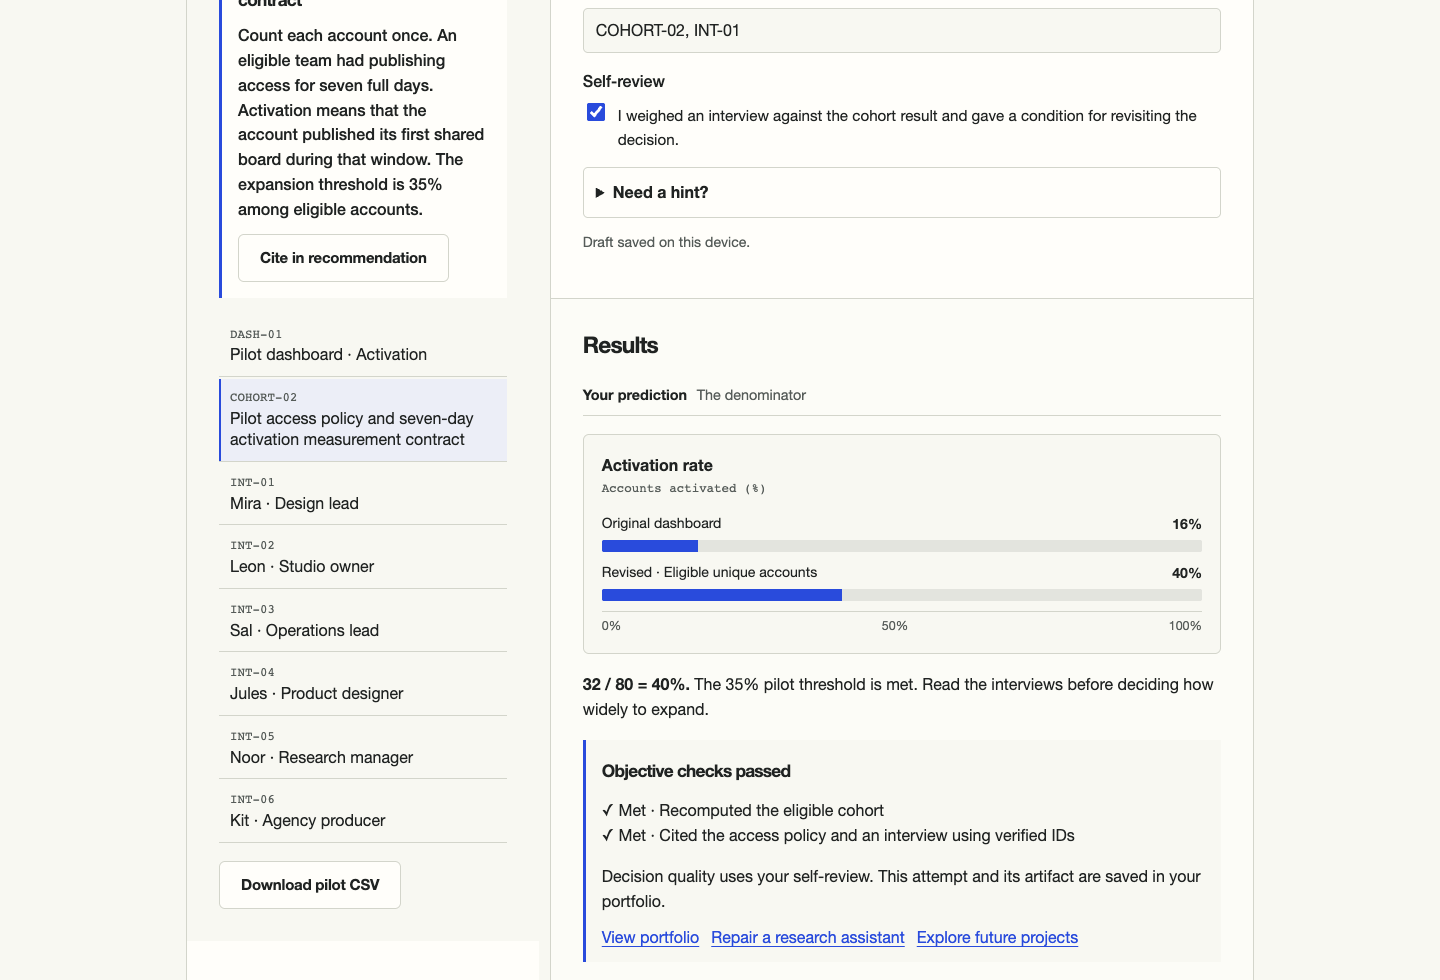 contract
Count each account once. An
eligible team had publishing
access for seven full days.
Activation means that the
account published its first shared
board during that window. The
expansion threshold is 35%
among eligible accounts.
Cite in recommendation
DASH-01
Pilot dashboard · Activation
COHORT-02
Pilot access policy and seven-day
activation measurement contract
INT-01
Mira · Design lead
INT-02
Leon · Studio owner
INT-03
Sal · Operations lead
INT-04
Jules · Product designer
INT-05
Noor · Research manager
INT-06
Kit · Agency producer
Download pilot CSV
COHORT-02, INT-01
Self-review
I weighed an interview against the cohort result and gave a condition for revisiting the
decision.
Need a hint?
Draft saved on this device.
Results
Your prediction The denominator
Activation rate
Accounts activated (%)
Original dashboard 16%
Revised · Eligible unique accounts 40%
0% 50% 100%
32 / 80 = 40%. The 35% pilot threshold is met. Read the interviews before deciding how
widely to expand.
Objective checks passed
✓ Met · Recomputed the eligible cohort
✓ Met · Cited the access policy and an interview using verified IDs
Decision quality uses your self-review. This attempt and its artifact are saved in your
portfolio.
View portfolio Repair a research assistant Explore future projects